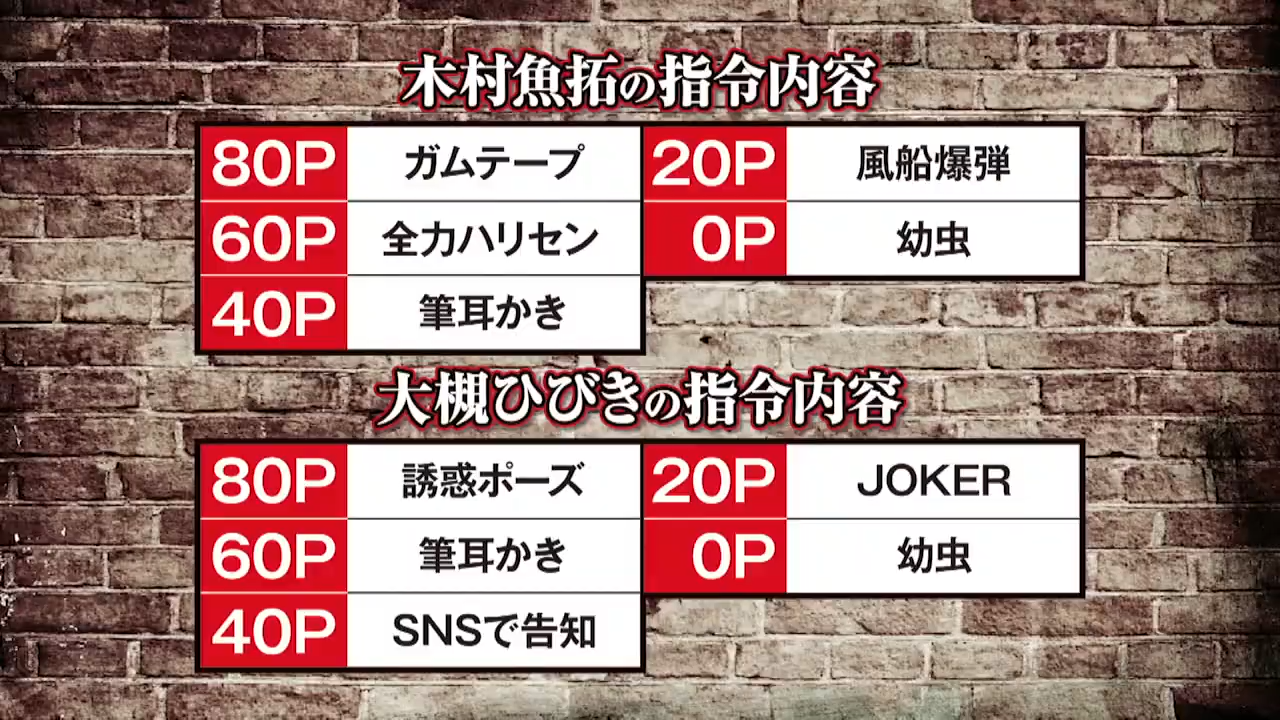 木村魚拓の指令内容
80P ガムテープ 20P 風船爆弾
60P 全力ハリセン 0P 幼虫
40P 筆耳かき
大槻ひびきの指令内容
80P 誘惑ポーズ 20P JOKER
60P 筆耳かき 0P 幼虫
40P SNSで告知